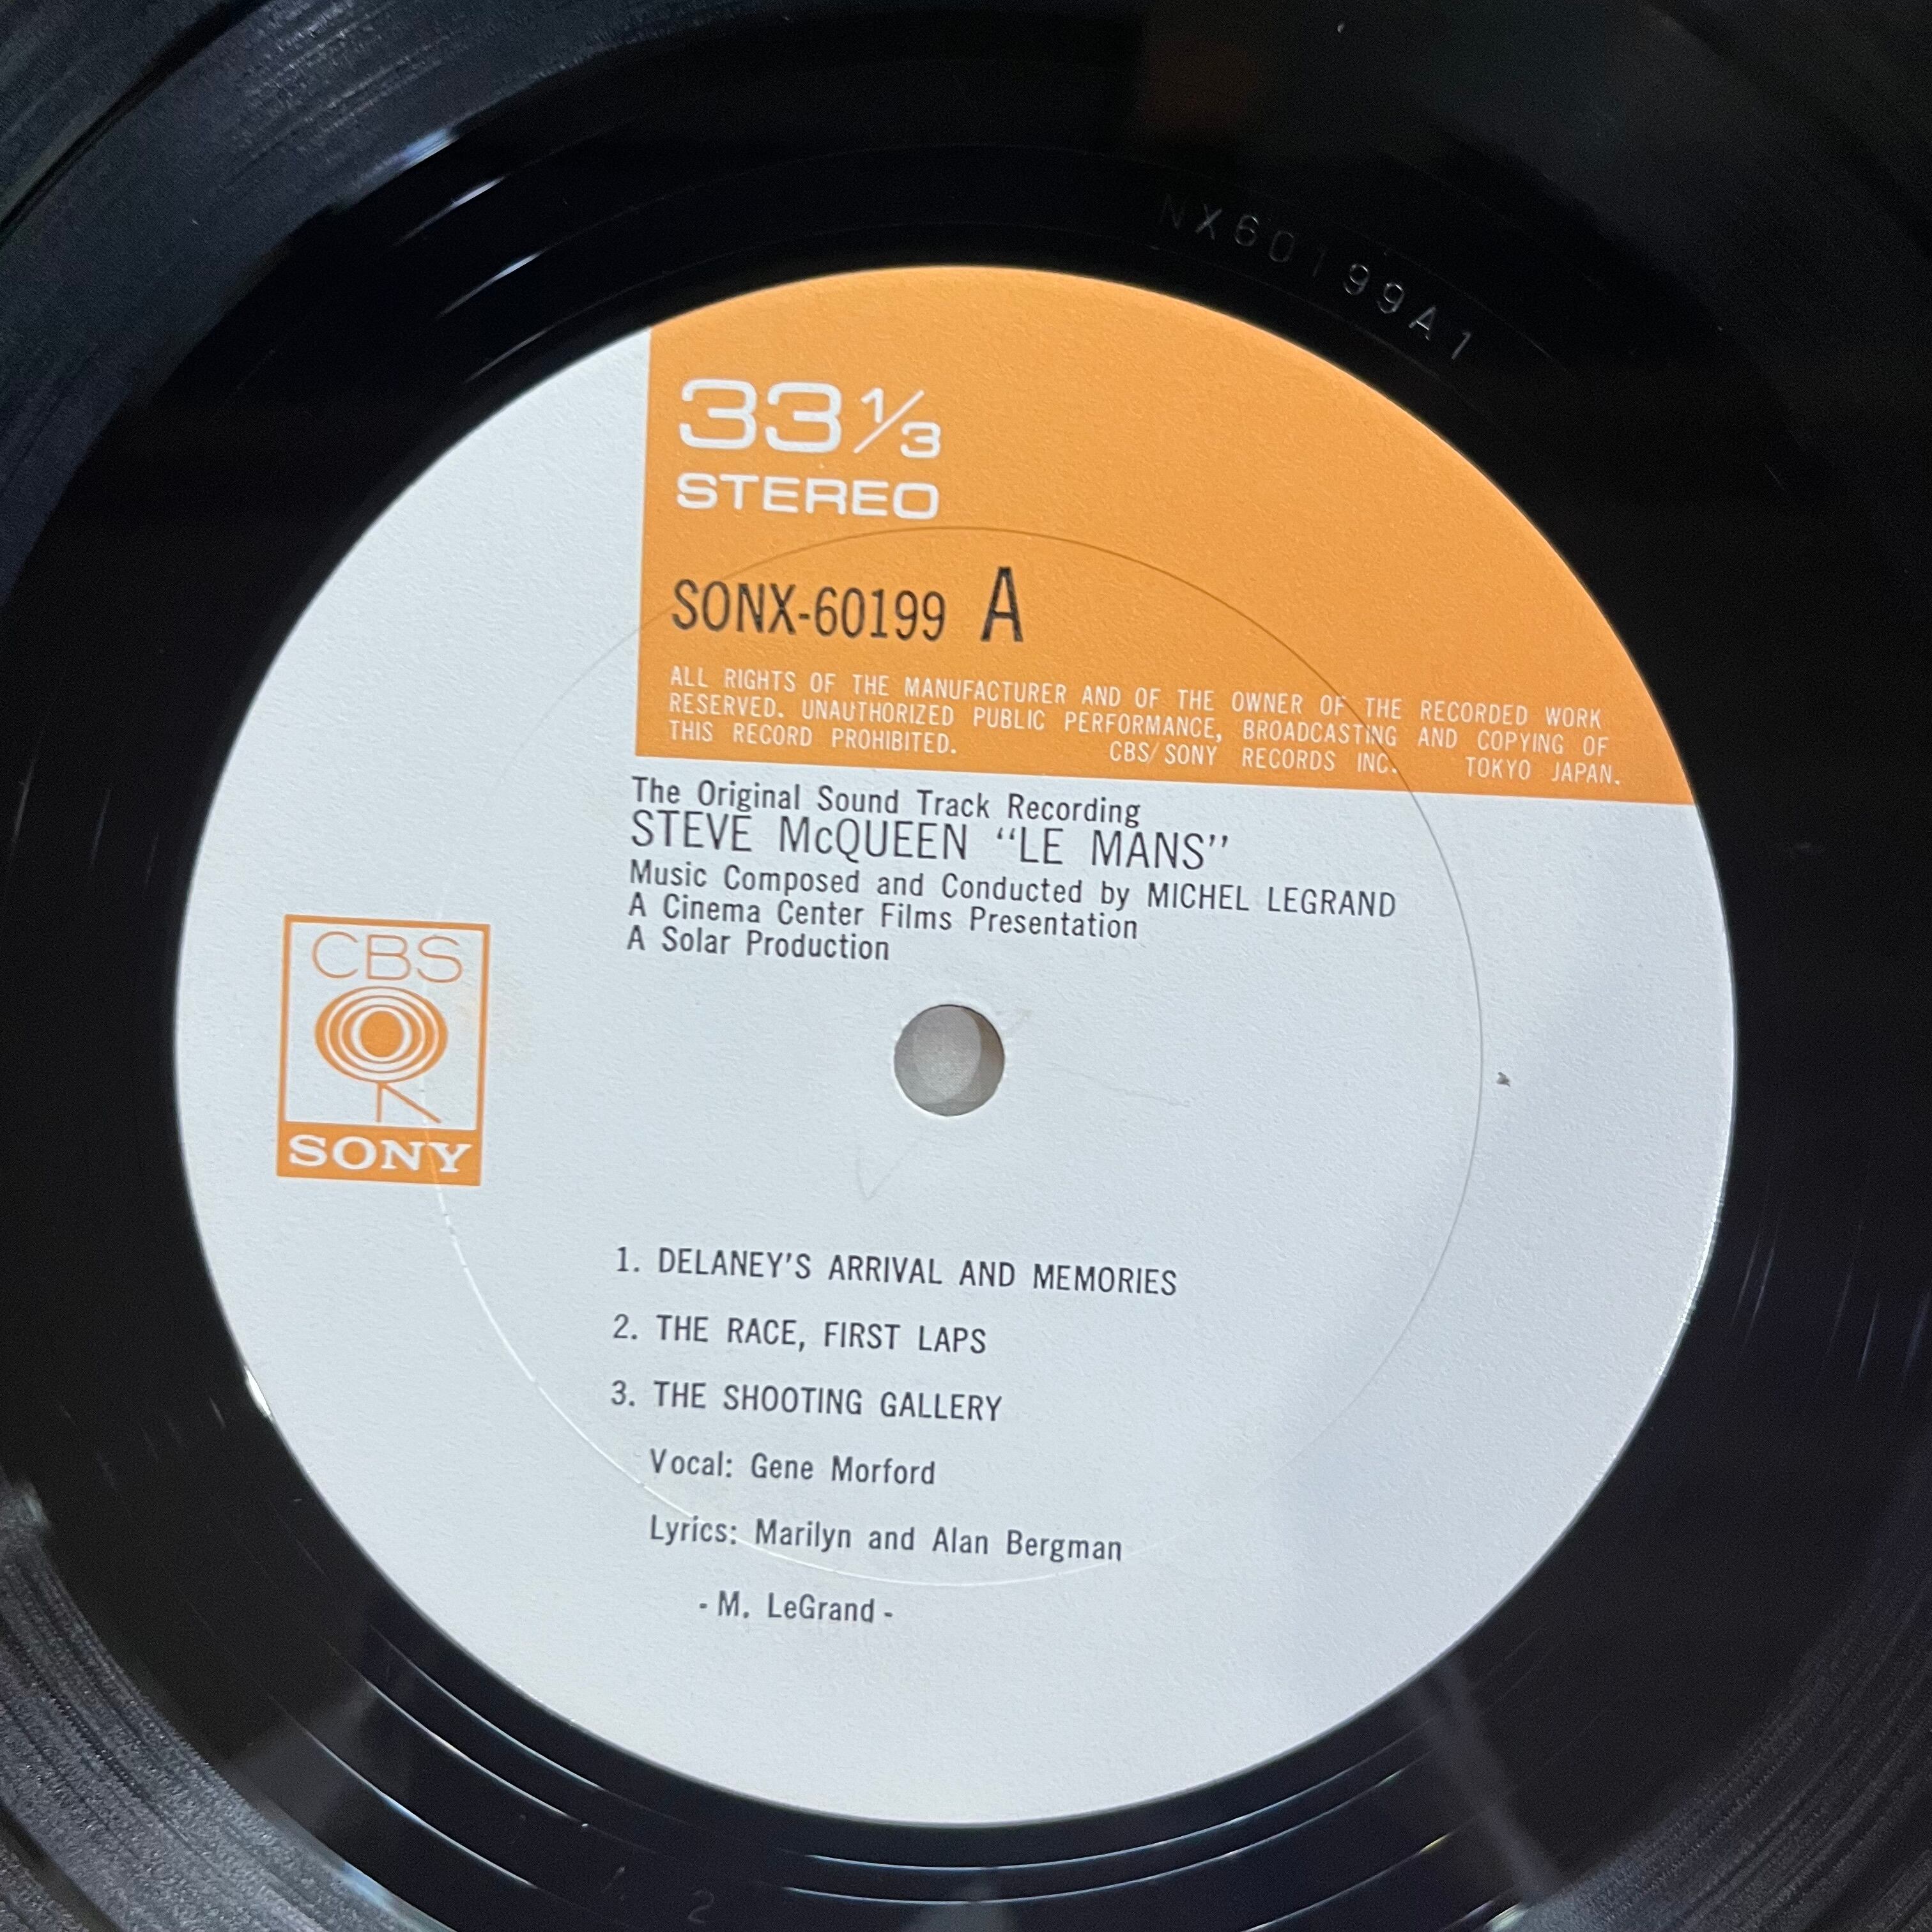 NX60199A1
33 1/3
STEREO
SONX-60199 A
ALL RIGHTS OF THE MANUFACTURER AND OF THE OWNER OF THE RECORDED WORK
RESERVED. UNAUTHORIZED PUBLIC PERFORMANCE, BROADCASTING AND COPYING OF
THIS RECORD PROHIBITED. CBS/SONY RECORDS INC. TOKYO JAPAN.
The Original Sound Track Recording
STEVE McQUEEN “LE MANS”
Music Composed and Conducted by MICHEL LEGRAND
A Cinema Center Films Presentation
A Solar Production
CBS
SONY
1. DELANEY'S ARRIVAL AND MEMORIES
2. THE RACE, FIRST LAPS
3. THE SHOOTING GALLERY
Vocal: Gene Morford
Lyrics: Marilyn and Alan Bergman
- M. LeGrand -
2